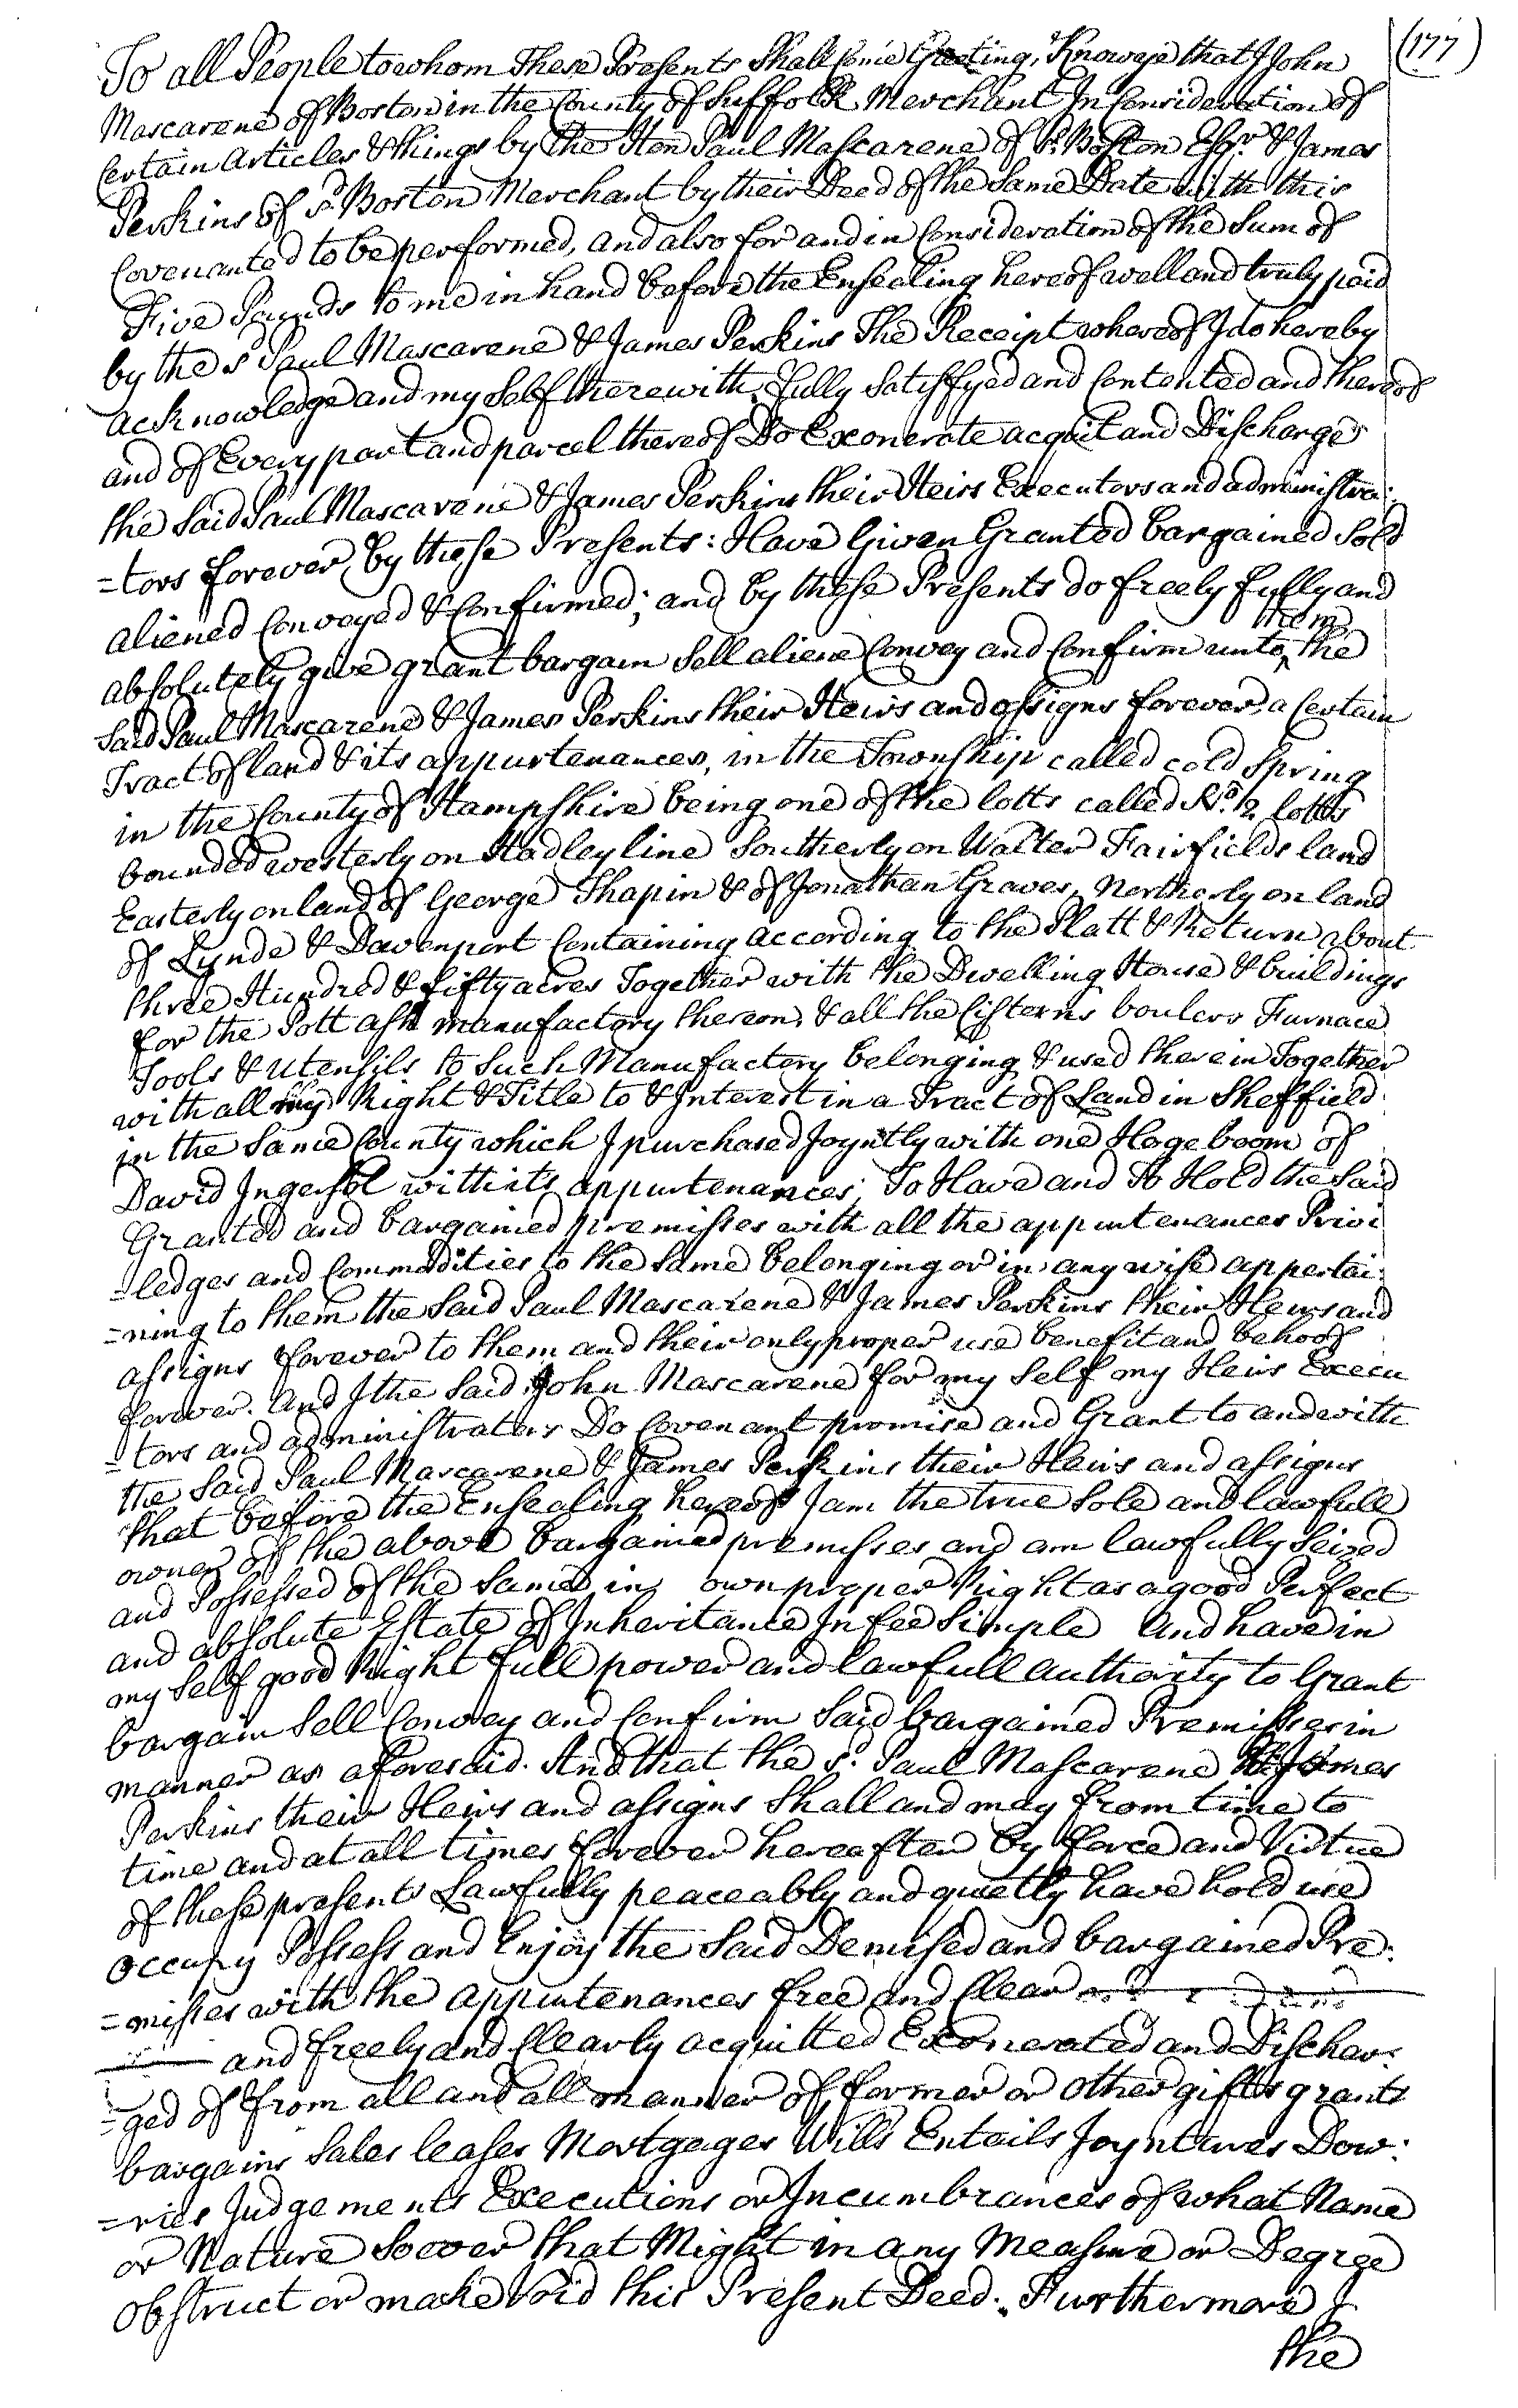 (177)
To all People to whom These Presents Shall Come Greeting, Know ye that I John
Mascarene of Boston in the County of Suffolk Merchant In Consideration of
Certain Articles & things by the Hon Paul Mascarene of sd. Boston Esqr. & James
Perkins of sd Boston Merchant by their Deed of the same Date with this
Covenanted to be performed, and also for and in Consideration of the Sum of
Five Pounds to me in hand before the Ensealing hereof well and truly paid
by the sd Paul Mascarene & James Perkins The Receipt whereof I do hereby
acknowledge and my Self therewith fully Satisfyed and Contented and thereof
and of Every part and parcel thereof Do Exonerate acquit and Discharge
the Said Paul Mascarene & James Perkins their Heirs Executors and administra:
=tors forever by these Presents: Have Given Granted bargained Sold
aliened Conveyed & Confirmed; and by these Presents do freely fully and
absolutely give grant bargain Sell aliene Convey and Confirm unto ^them the
Said Paul Mascarene & James Perkins their Heirs and assigns forever, a Certain
Tract of land & its appurtenances, in the Township called cold Spring
in the County of Hampshire being one of the lotts called No. 2 lotts
bounded westerly on Hadley line Southerly on Walter Fairfields land
Easterly on land of George Thapin & of Jonathan Graves, Northerly on land
of Lynde & Davenport Containing according to the Platt & Return about
three Hundred & fifty acres Together with the Dwelling House & buildings
for the Pott ash manufactory thereon, & all the Cisterns boulers Furnace
Tools & Utensils to Such Manufactory belonging & used therein Together
with all my Right & Title to & Interest in a Tract of Land in Sheffield
in the Same County which I purchased Joyntly with one Hogeboom of
David Ingersol with its appurtenances; To Have and To Hold the Said
Granted and bargained premisses with all the appurtenances Privi
=ledges and Commodities to the same belonging or in any wise appertai:
=ning to them the Said Paul Mascarene & James Perkins their Heirs and
assigns forever to them and their only proper use benefit and behoof
forever. And I the Said John Mascarene for my Self my Heirs Execu
=tors and administrators Do Covenant promise and Grant to and with
the Said Paul Mascarene & James Perkins their Heirs and assigns
that before the Ensealing hereof I am the true Sole and lawfull
owner of the above bargained premisses and am lawfully Seized
and Possessed of the Same in own proper Right as a good Perfect
and absolute Estate of Inheritance In fee Simple And have in
my Self good Right full power and lawfull authority to Grant
bargain Sell Convey and Confirm Said bargained Premisses in
manner as aforesaid. And that the sd. Paul Mascarene & James
Perkins their Heirs and assigns Shall and may from time to
time and at all times forever hereafter by force and Virtue
of these presents Lawfully peaceably and quietly have hold use
occupy Possess and Enjoy the Said Demised and bargained Pre:
=misses with the appurtenances free and Clear
and freely and Clearly acquitted Exonerated and Dischar:
=ged of from all and all manner of former or other gifts grants
bargains Sales leases Mortgages Wills Entails Joyntures Dow:
=ries Judgements Executions or Incumbrances of what Name
or Nature Soever that Might in any Measure or Degree
obstruct or make Void this Present Deed. Furthermore I
the